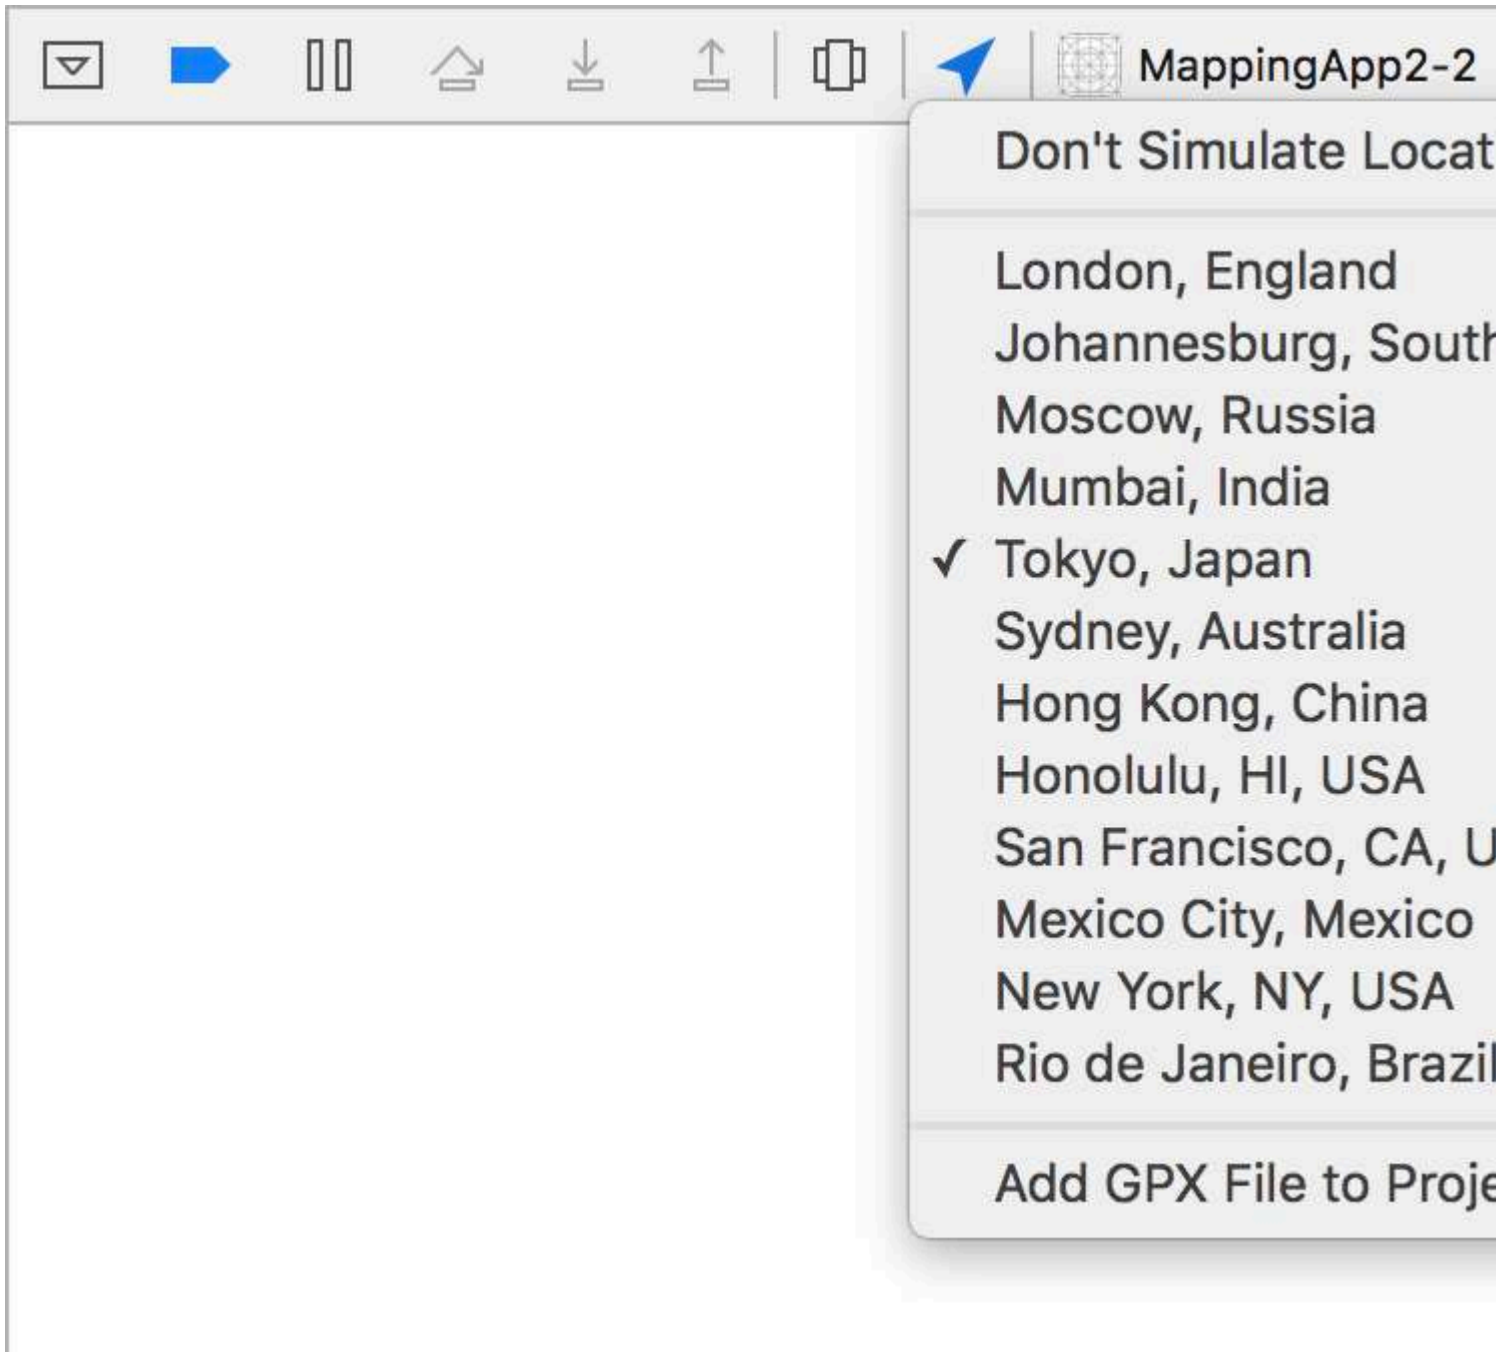 MappingApp2-2
Don't Simulate Locat
London, England
Johannesburg, South
Moscow, Russia
Mumbai, India
✓ Tokyo, Japan
Sydney, Australia
Hong Kong, China
Honolulu, HI, USA
San Francisco, CA, U
Mexico City, Mexico
New York, NY, USA
Rio de Janeiro, Brazil
Add GPX File to Proje